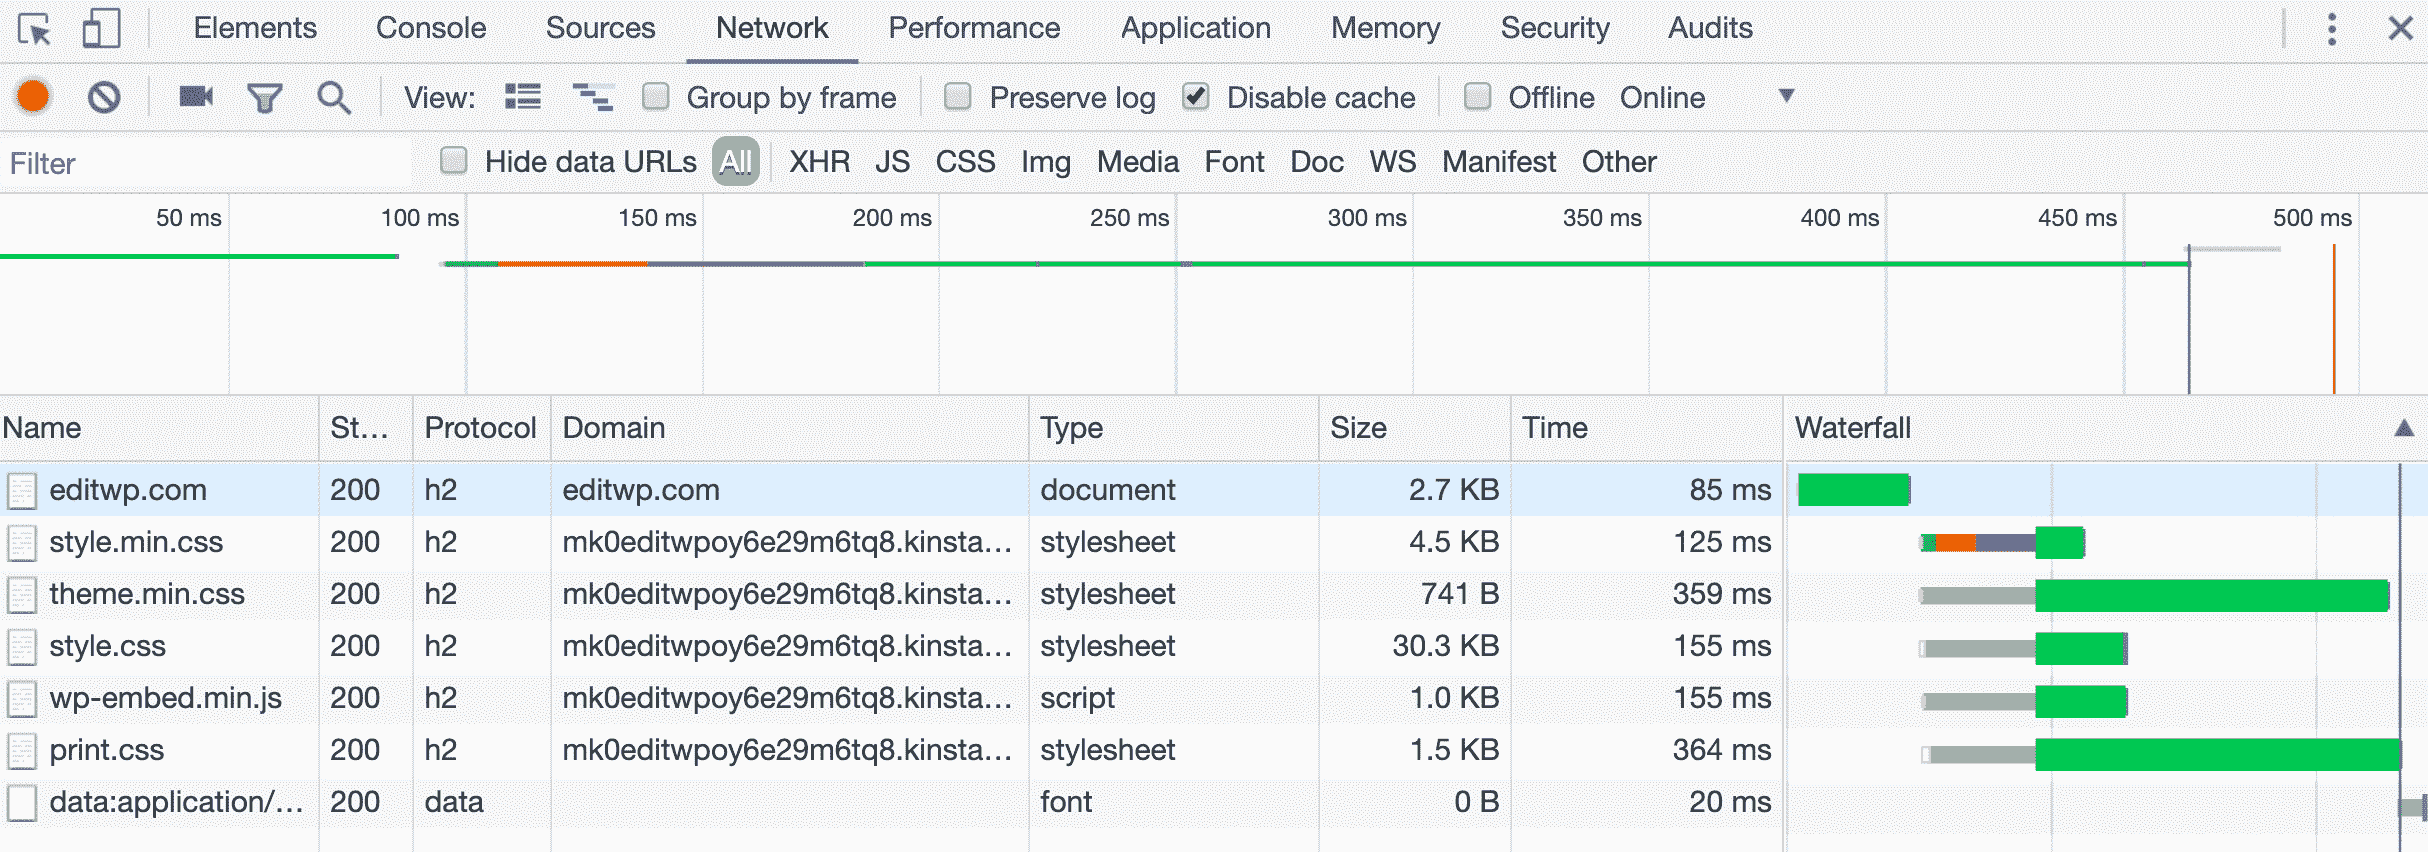 Elements Console Sources Network Performance Application Memory Security Audits
View: Group by frame Preserve log Disable cache Offline Online
Filter Hide data URLs All XHR JS CSS Img Media Font Doc WS Manifest Other
50 ms 100 ms 150 ms 200 ms 250 ms 300 ms 350 ms 400 ms 450 ms 500 ms
Name St... Protocol Domain Type Size Time Waterfall
editwp.com 200 h2 editwp.com document 2.7 KB 85 ms
style.min.css 200 h2 mk0editwpoy6e29m6tq8.kinsta... stylesheet 4.5 KB 125 ms
theme.min.css 200 h2 mk0editwpoy6e29m6tq8.kinsta... stylesheet 741 B 359 ms
style.css 200 h2 mk0editwpoy6e29m6tq8.kinsta... stylesheet 30.3 KB 155 ms
wp-embed.min.js 200 h2 mk0editwpoy6e29m6tq8.kinsta... script 1.0 KB 155 ms
print.css 200 h2 mk0editwpoy6e29m6tq8.kinsta... stylesheet 1.5 KB 364 ms
data:application/... 200 data font 0 B 20 ms